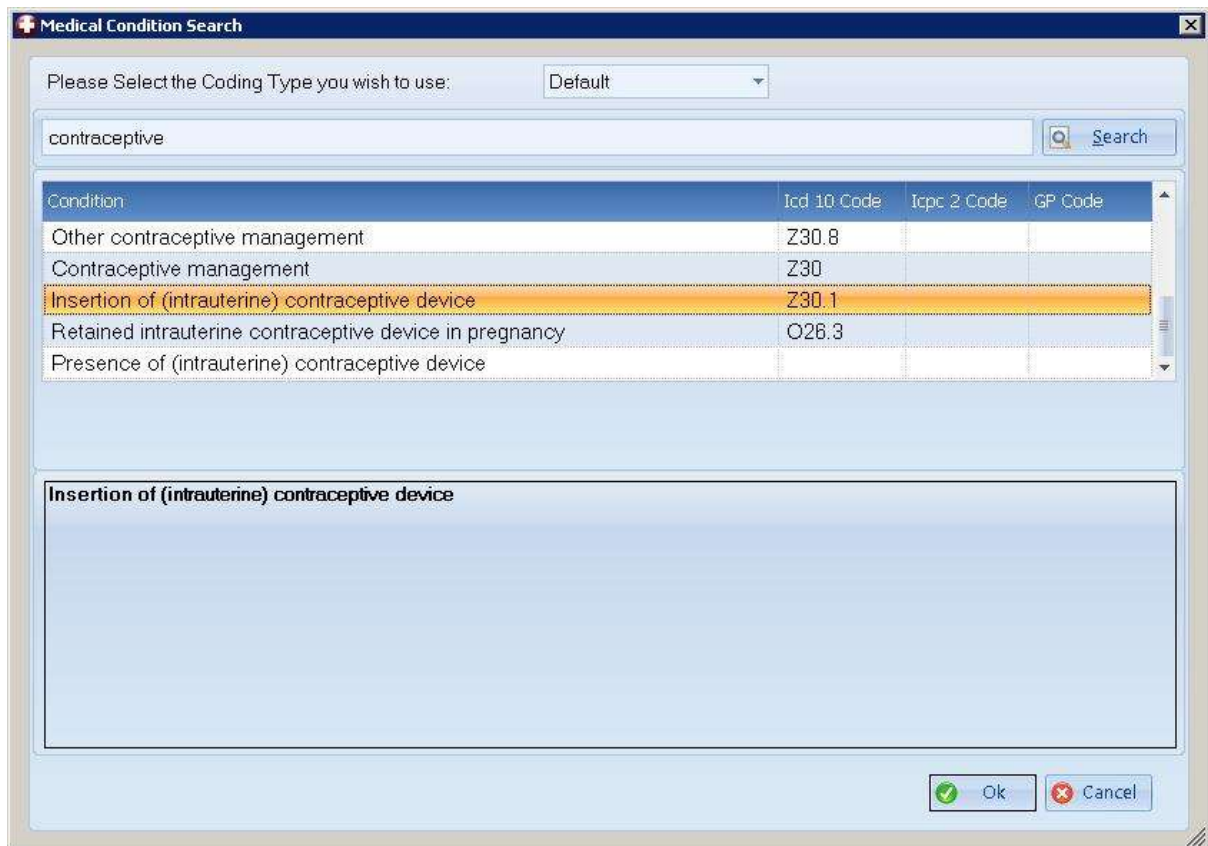 Medical Condition Search
Please Select the Coding Type you wish to use: Default
contraceptive Search
Condition Icd 10 Code Icpc 2 Code GP Code
Other contraceptive management Z30.8
Contraceptive management Z30
Insertion of (intrauterine) contraceptive device Z30.1
Retained intrauterine contraceptive device in pregnancy O26.3
Presence of (intrauterine) contraceptive device
Insertion of (intrauterine) contraceptive device
Ok Cancel